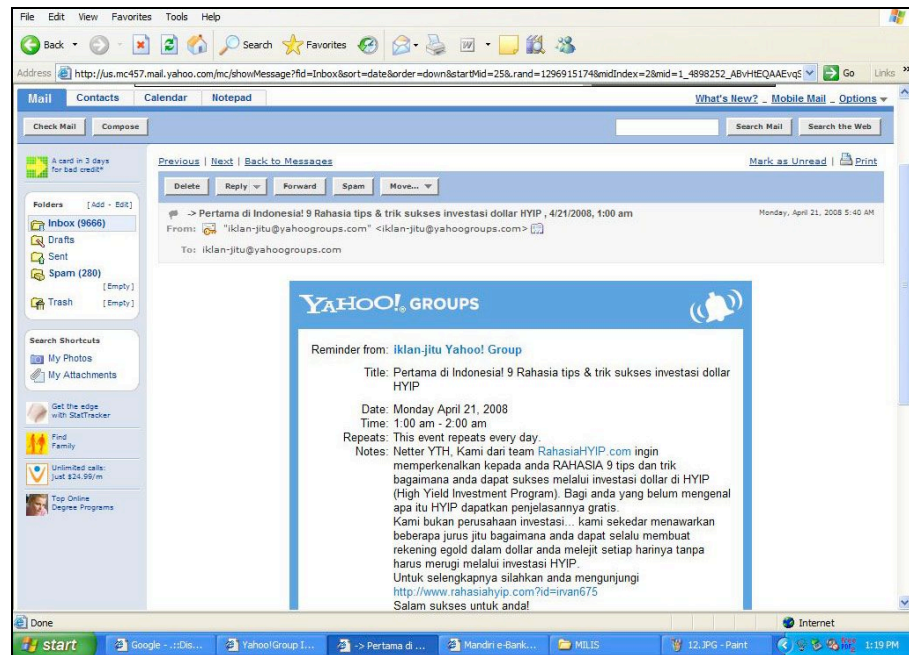 File Edit View Favorites Tools Help
Back Search Favorites
Address http://us.mc457.mail.yahoo.com/mc/showMessage?fid=Inbox&sort=date&order=down&startMid=25&.rand=1296915174&midIndex=2&mid=1_4898252_ABvHtEQAAEvqS Go Links »
Mail Contacts Calendar Notepad What's New? - Mobile Mail - Options
Check Mail Compose Search Mail Search the Web
A card in 3 days
for bad credit*
Previous | Next | Back to Messages Mark as Unread | Print
Delete Reply Forward Spam Move...
Folders [Add - Edit]
Inbox (9666)
Drafts
Sent
Spam (280)
[Empty]
Trash [Empty]
Search Shortcuts
My Photos
My Attachments
Get the edge
with StatTracker
Find
Family
Unlimited calls:
just $24.99/m
Top Online
Degree Programs
-> Pertama di Indonesia! 9 Rahasia tips & trik sukses investasi dollar HYIP , 4/21/2008, 1:00 am Monday, April 21, 2008 5:40 AM
From: "iklan-jitu@yahoogroups.com" <iklan-jitu@yahoogroups.com>
To: iklan-jitu@yahoogroups.com
YAHOO! GROUPS
Reminder from: iklan-jitu Yahoo! Group
Title: Pertama di Indonesia! 9 Rahasia tips & trik sukses investasi dollar
HYIP
Date: Monday April 21, 2008
Time: 1:00 am - 2:00 am
Repeats: This event repeats every day.
Notes: Netter YTH, Kami dari team RahasiaHYIP.com ingin
memperkenalkan kepada anda RAHASIA 9 tips dan trik
bagaimana anda dapat sukses melalui investasi dollar di HYIP
(High Yield Investment Program). Bagi anda yang belum mengenal
apa itu HYIP dapatkan penjelasannya gratis.
Kami bukan perusahaan investasi... kami sekedar menawarkan
beberapa jurus jitu bagaimana anda dapat selalu membuat
rekening egold dalam dollar anda melejit setiap harinya tanpa
harus merugi melalui investasi HYIP.
Untuk selengkapnya silahkan anda mengunjungi
http://www.rahasiahyip.com?id=irvan675
Salam sukses untuk anda!
Done Internet
start Google - .::Dis... Yahoo!Group I... -> Pertama di ... Mandiri e-Bank... MILIS 12.JPG - Paint 1:19 PM